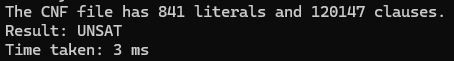 The CNF file has 841 literals and 120147 clauses.
Result: UNSAT
Time taken: 3 ms